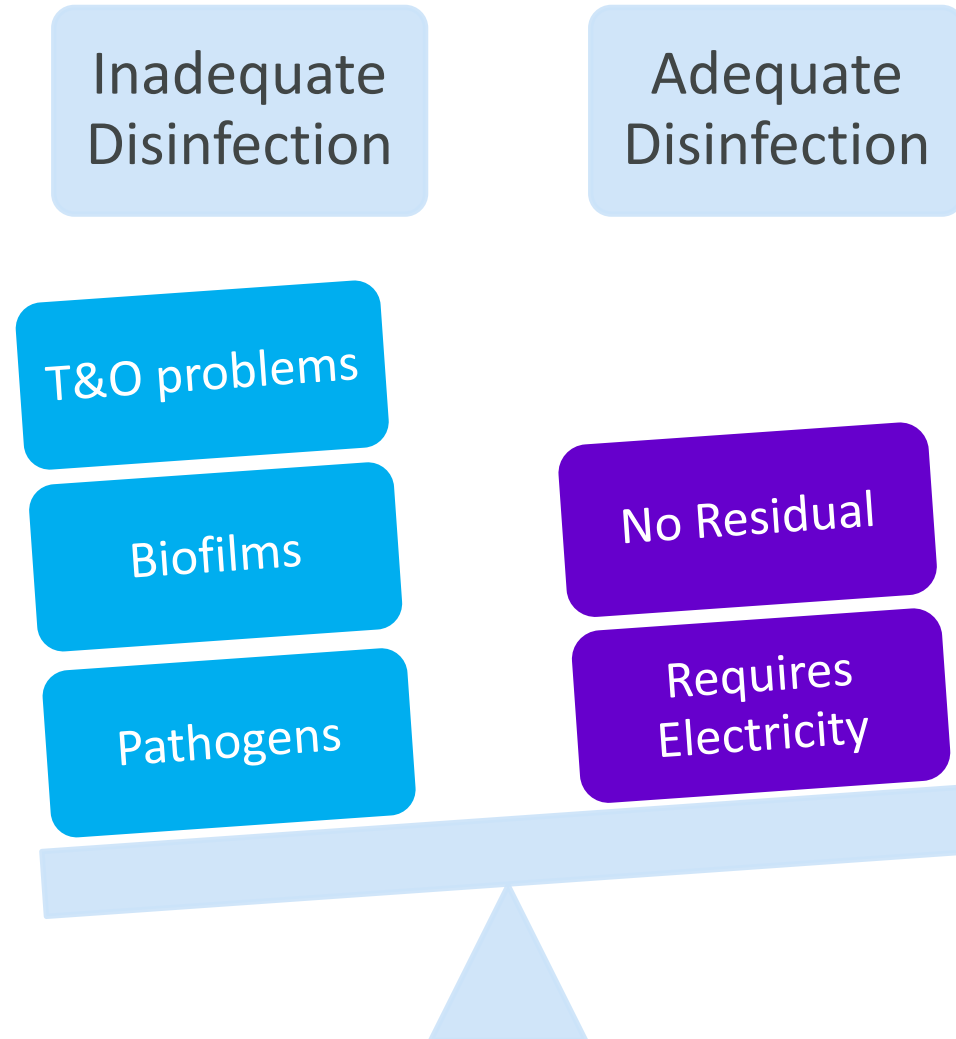 Inadequate
Disinfection
Adequate
Disinfection
T&O problems
Biofilms
Pathogens
No Residual
Requires
Electricity